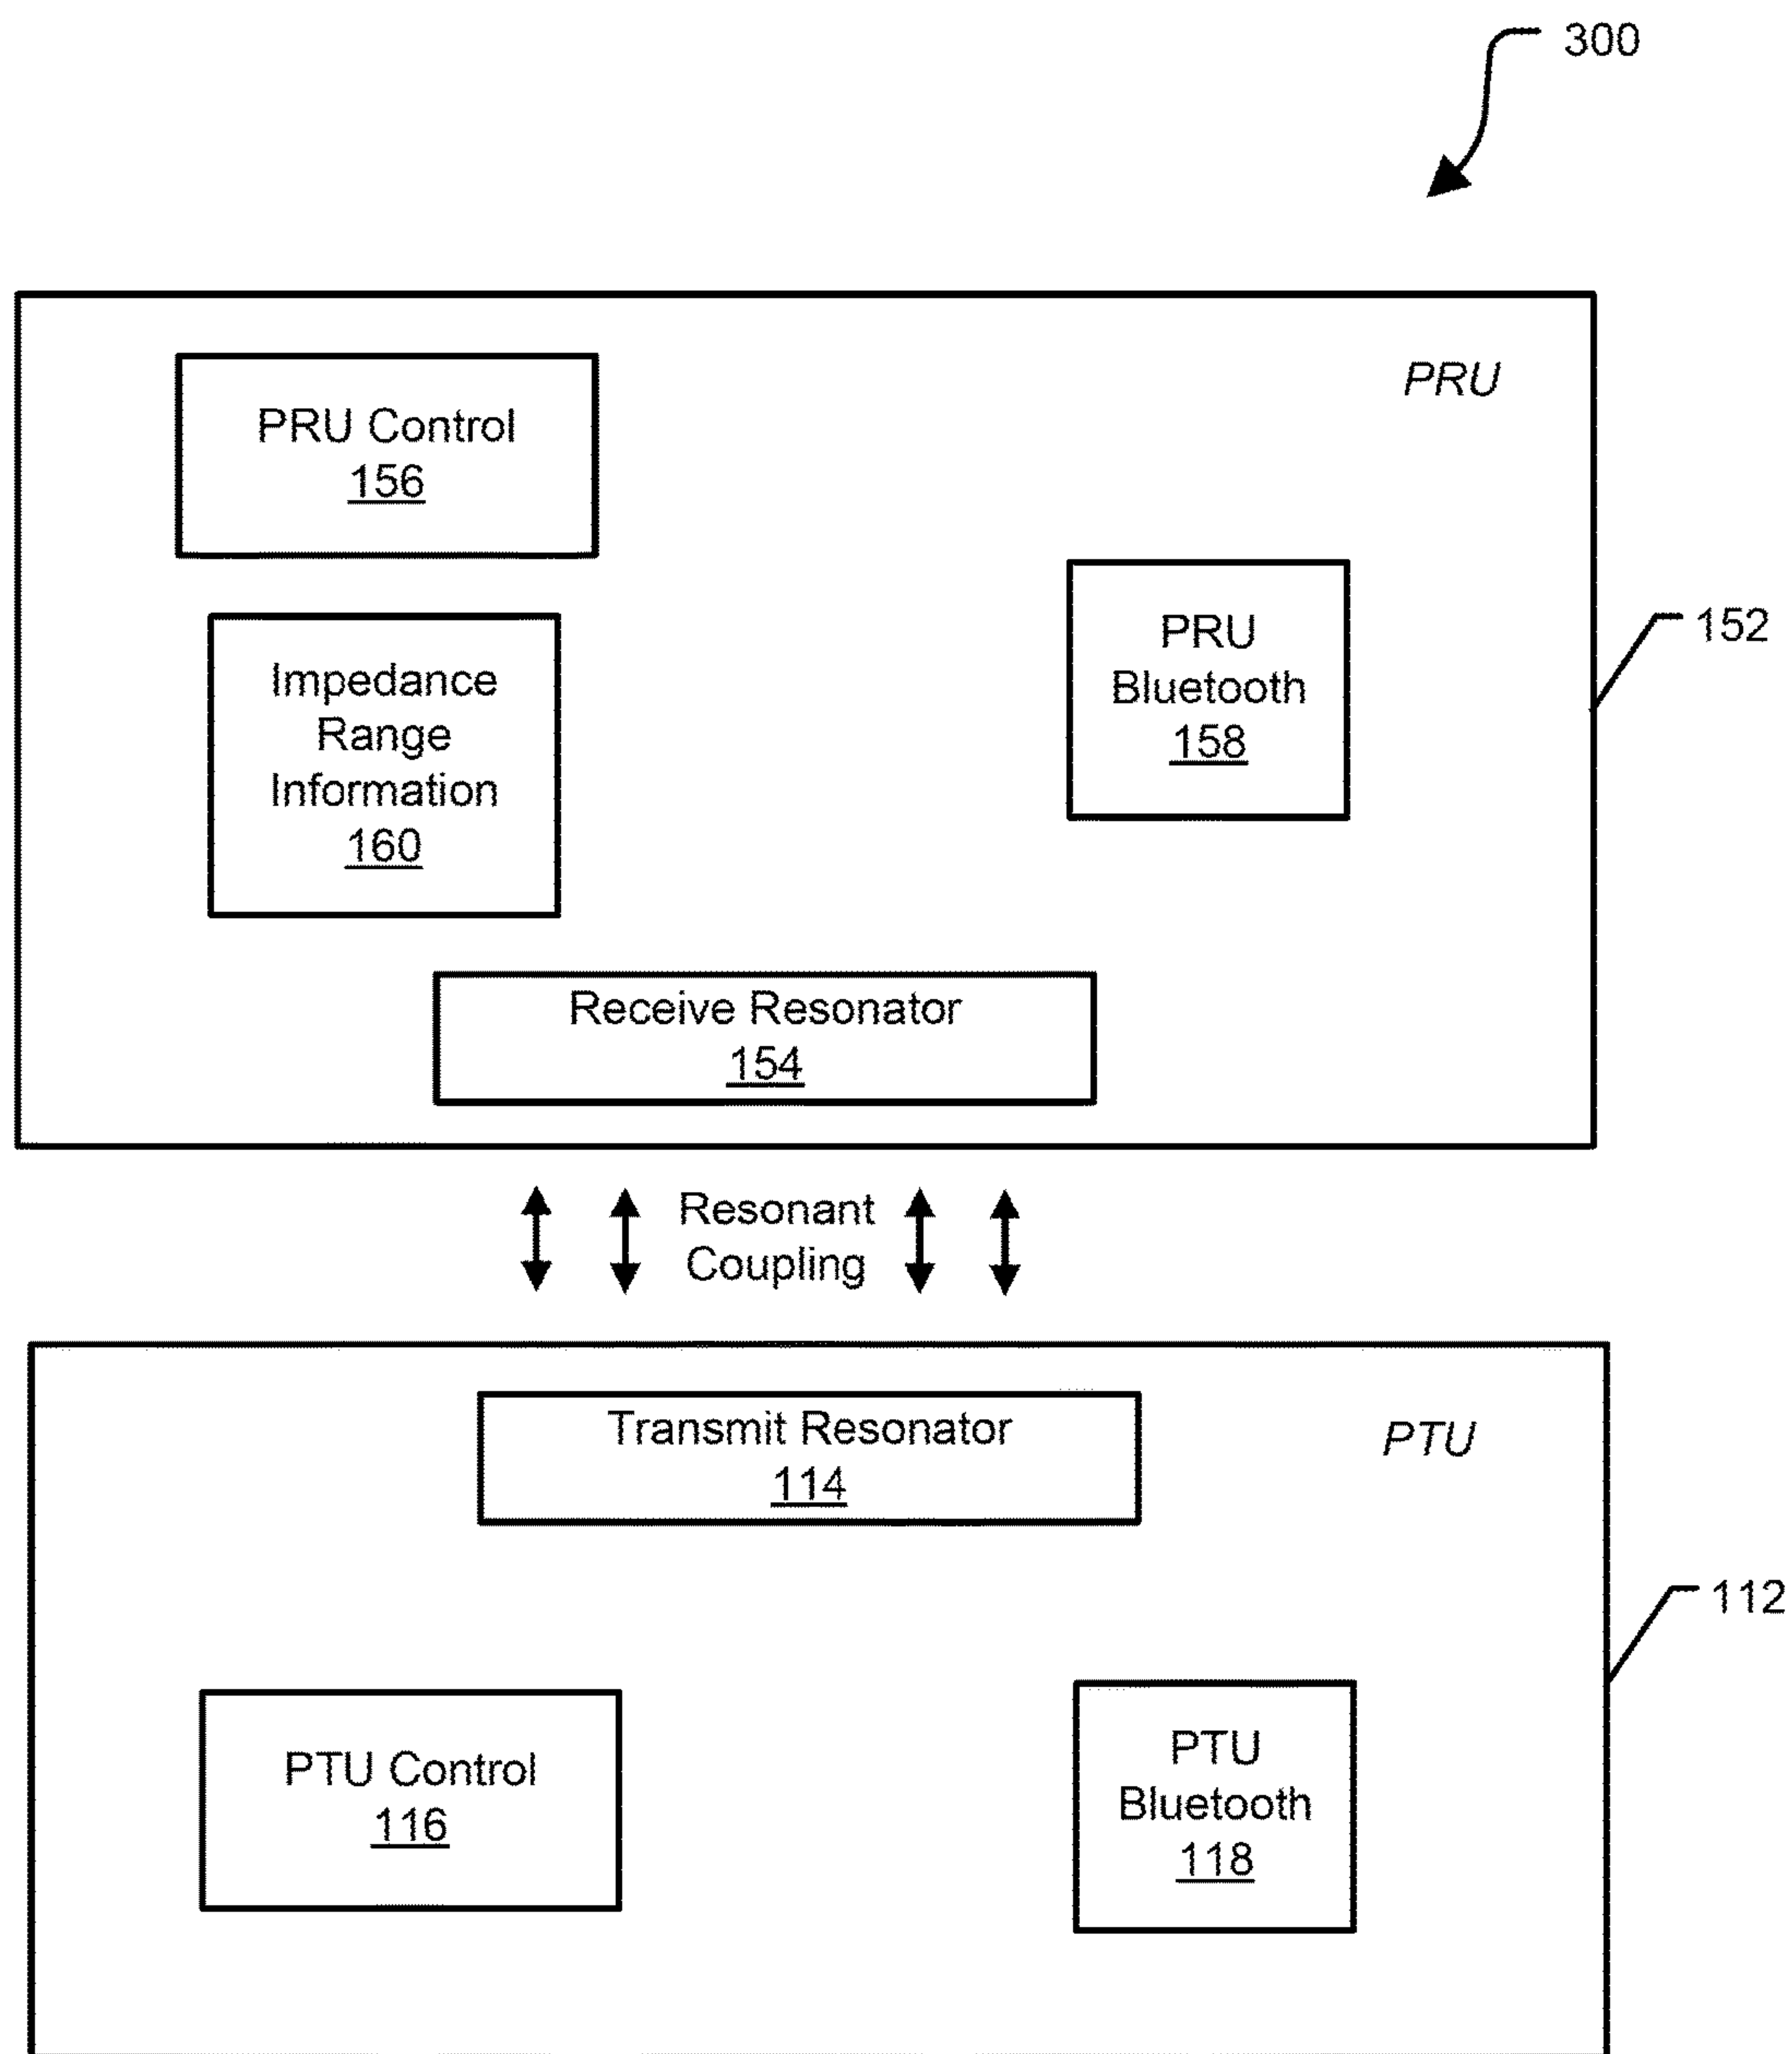 300
PRU
PRU Control
156
Impedance
Range
Information
160
PRU
Bluetooth
158
152
Receive Resonator
154
Resonant
Coupling
Transmit Resonator
114
PTU
112
PTU Control
116
PTU
Bluetooth
118